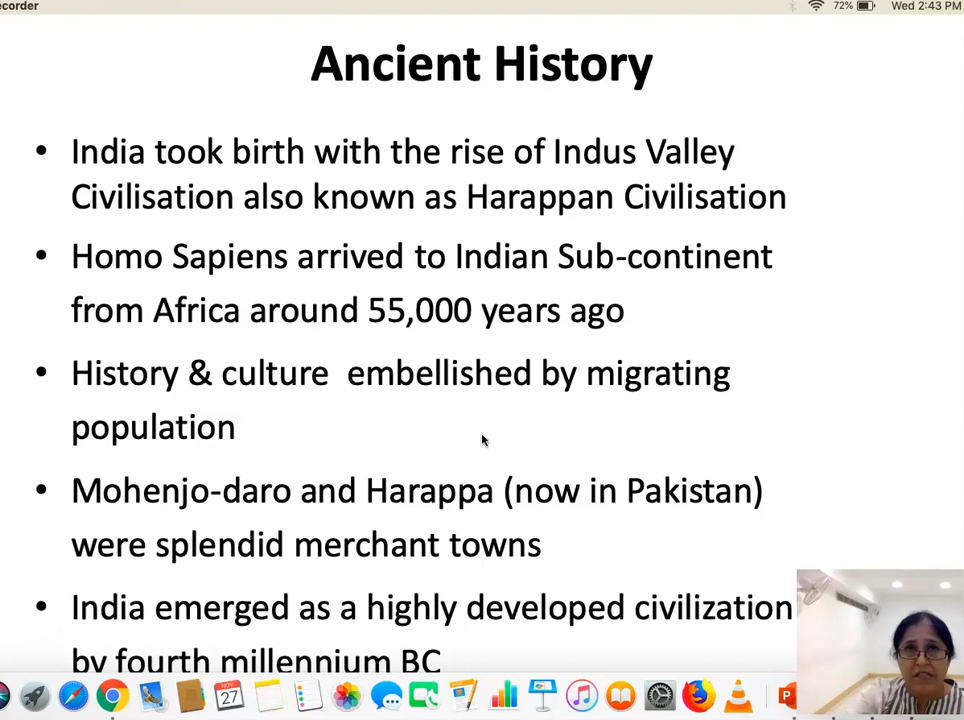 ecorder
72%
Wed 2:43 PM
Ancient History
• India took birth with the rise of Indus Valley
Civilisation also known as Harappan Civilisation
• Homo Sapiens arrived to Indian Sub-continent
from Africa around 55,000 years ago
• History & culture embellished by migrating
population
• Mohenjo-daro and Harappa (now in Pakistan)
were splendid merchant towns
• India emerged as a highly developed civilization
by fourth millennium BC
NOV
27
P